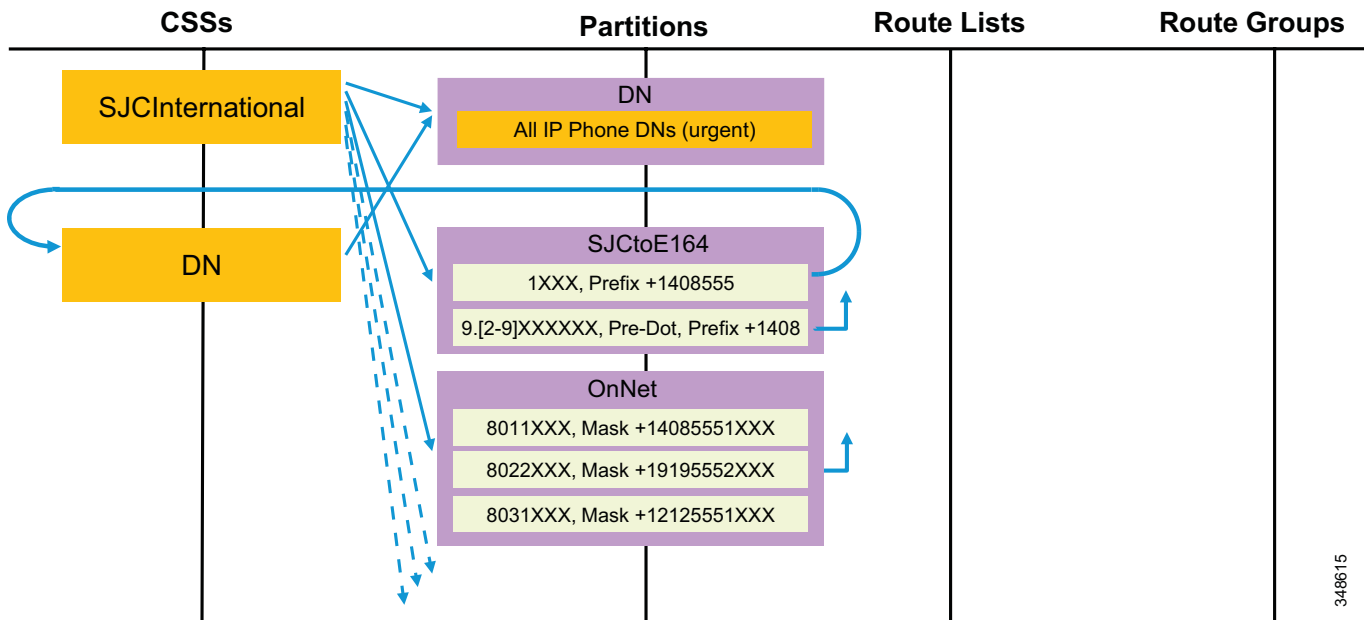 CSSs
Partitions
Route Lists
Route Groups
SJCInternational
DN
All IP Phone DNs (urgent)
DN
SJCtoE164
1XXX, Prefix +1408555
9.[2-9]XXXXXX, Pre-Dot, Prefix +1408
OnNet
8011XXX, Mask +14085551XXX
8022XXX, Mask +19195552XXX
8031XXX, Mask +12125551XXX
348615